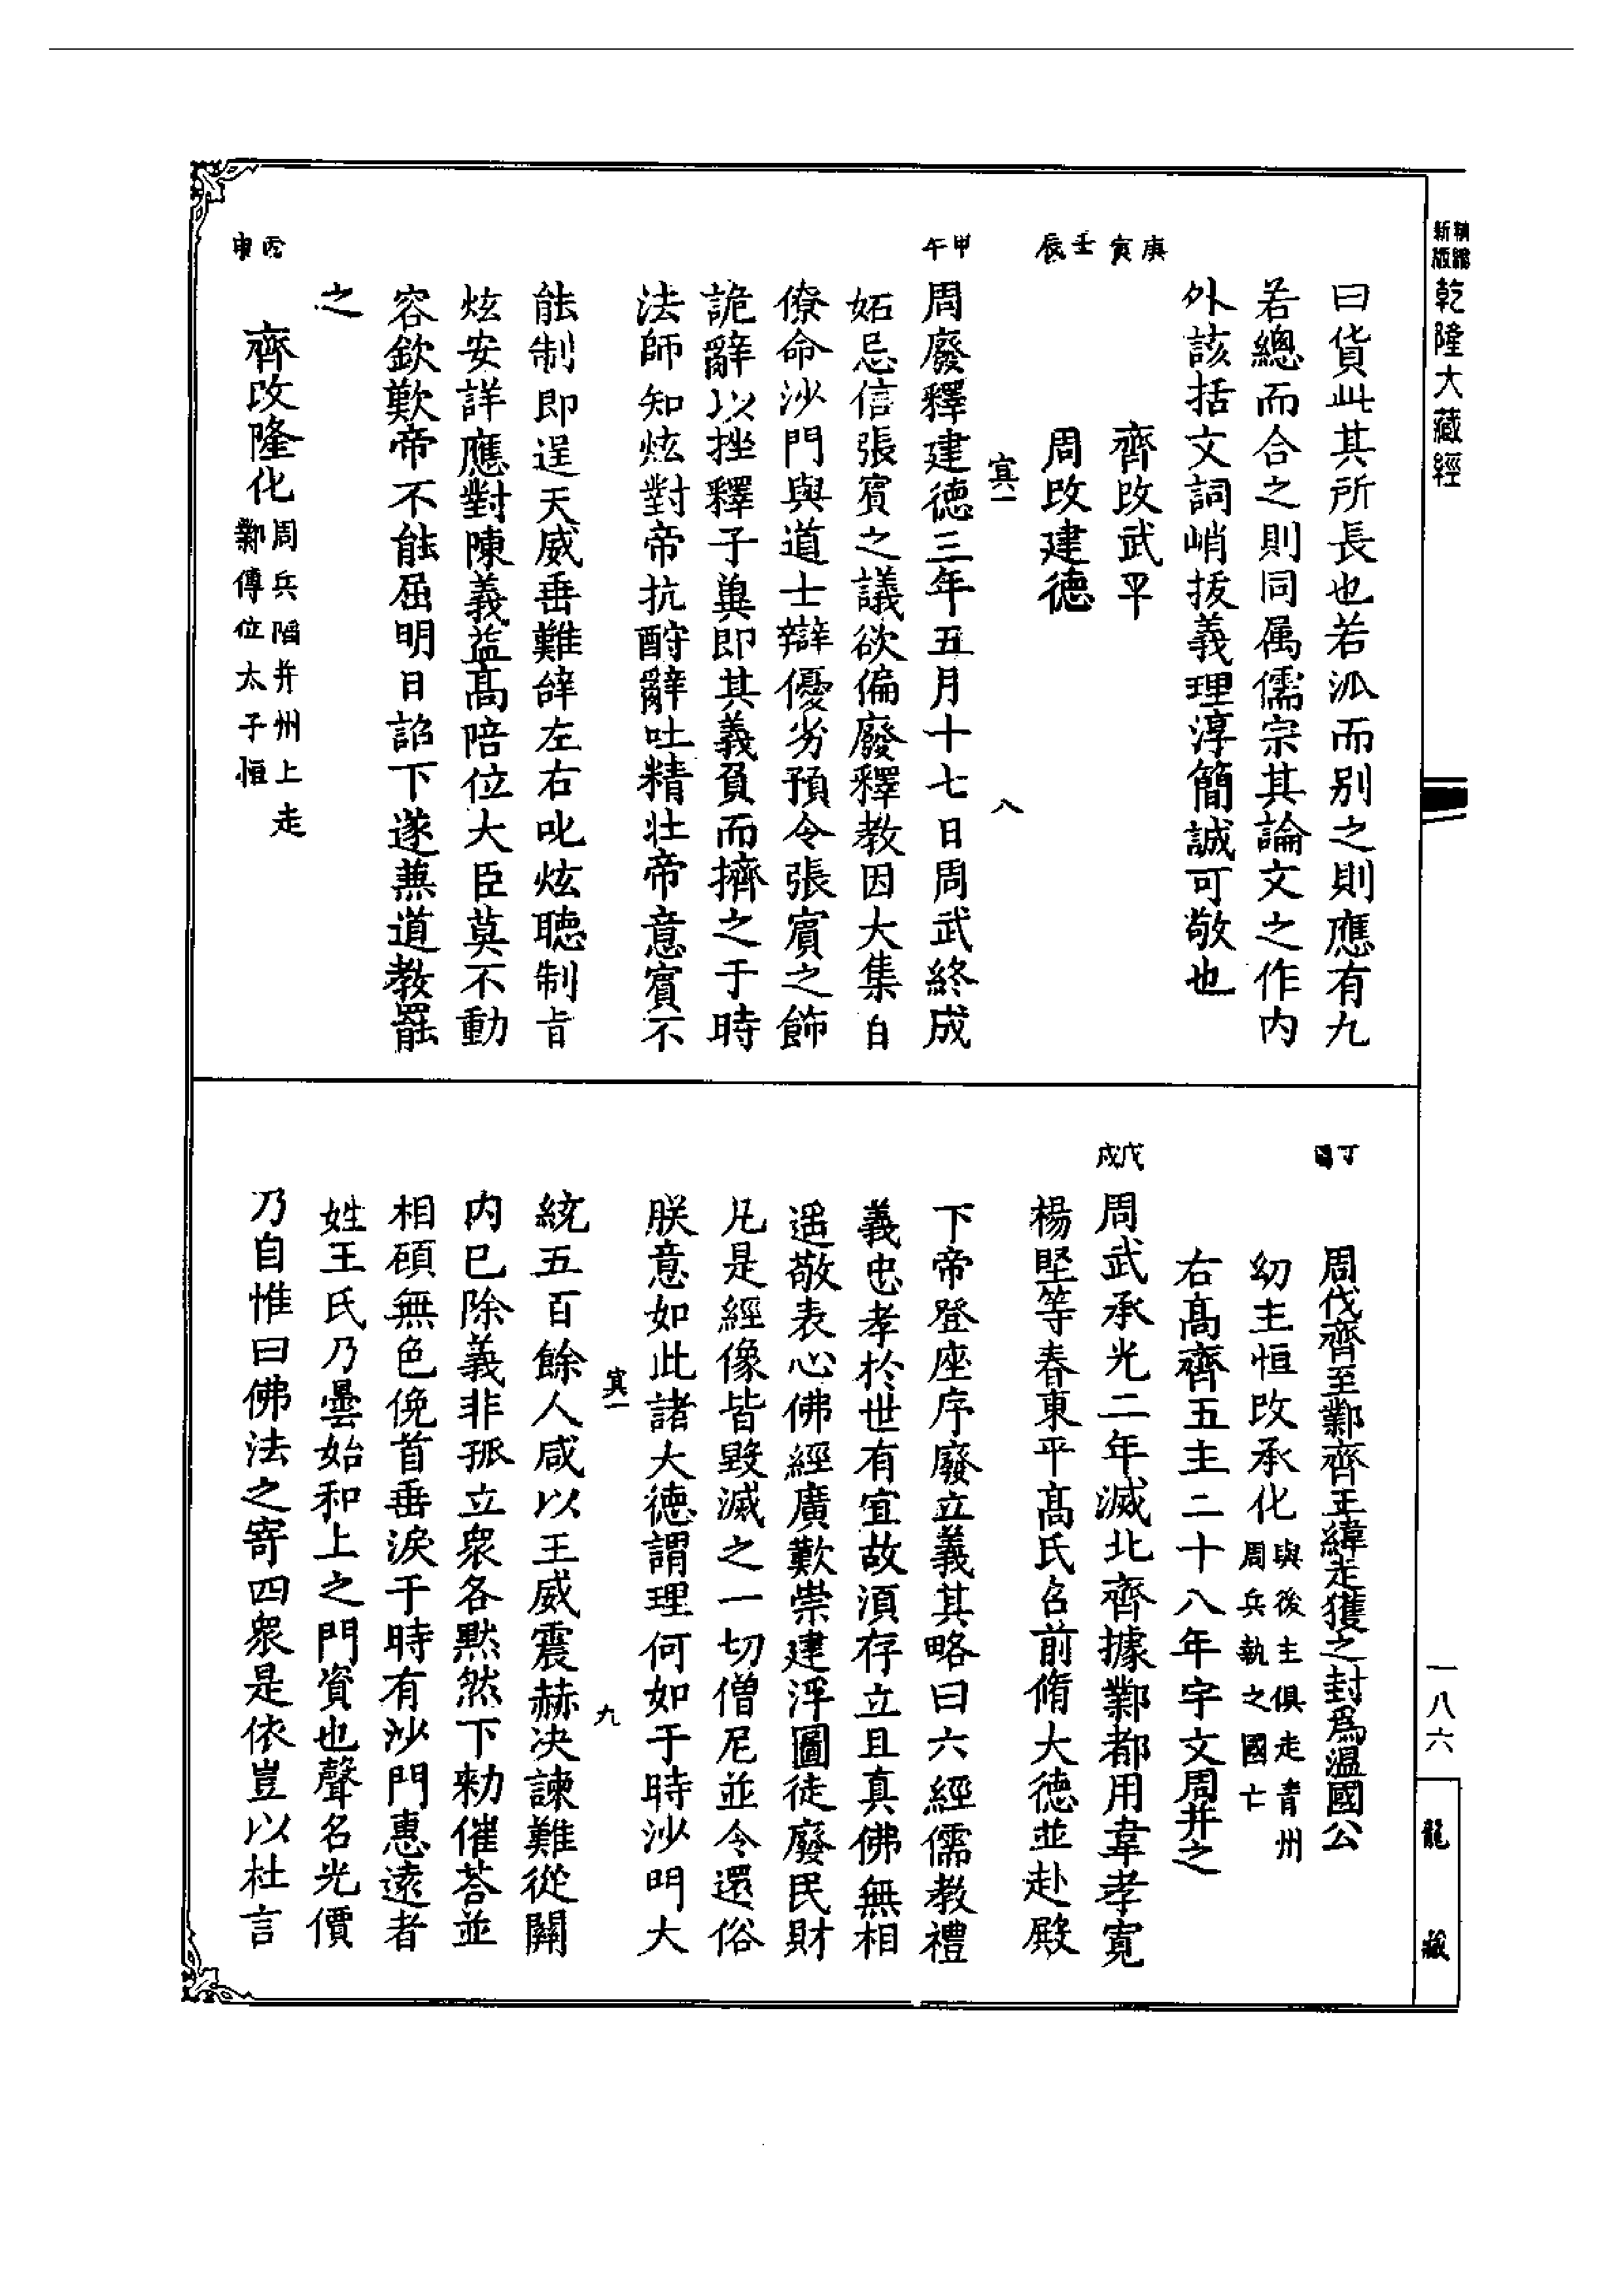 新版
精縮
乾隆大藏經
曰貨此其所長也若派而别之則應有九
若總而合之則同属儒宗其論文之作内
外該括文詞峭拔義理淳簡誠可敬也
庚寅
齊改武平
壬辰
周改建德
寘一
八
甲午
周廢釋建德三年五月十七日周武終成
妬忌信張賓之議欲偏廢釋教因大集百
僚命沙門與道士辯優劣預令張賓之飾
詭辭以挫釋子冀即其義負而擠之于時
法師知炫對帝抗酧辭吐精壯帝意賓不
能制即逞天威垂難辝左右叱炫聽制旨
炫安詳應對陳義益高陪位大臣莫不動
容欽歎帝不能屈明日詔下遂蕪道教罷
之
丙申
齊改隆化
周兵陷并州上走
鄴傳位太子恒
一八六
龍藏
丁酉
周伐齊至鄴齊王緯走獲之封爲温國公
幼主恒改承化
與後主俱走青州
周兵執之國亡
右高齊五主二十八年宇文周并之
戊戌
周武承光二年滅北齊據鄴都用韋孝寛
楊堅等春東平高氏召前脩大德並赴殿
下帝登座序廢立義其略曰六經儒教禮
義忠孝於世有宜故湏存立且真佛無相
遥敬表心佛經廣歎崇建浮圖徒廢民財
凡是經像皆毀滅之一切僧尼並令還俗
朕意如此諸大德謂理何如于時沙門大
寘一
九
統五百餘人咸以王威震赫決諫難從關
内已除義非孤立衆各黙然下勑催荅並
相碩無色俛首垂淚于時有沙門惠遠者
姓王氏乃曇始和上之門資也聲名光價
乃自惟曰佛法之寄四衆是依豈以杜言